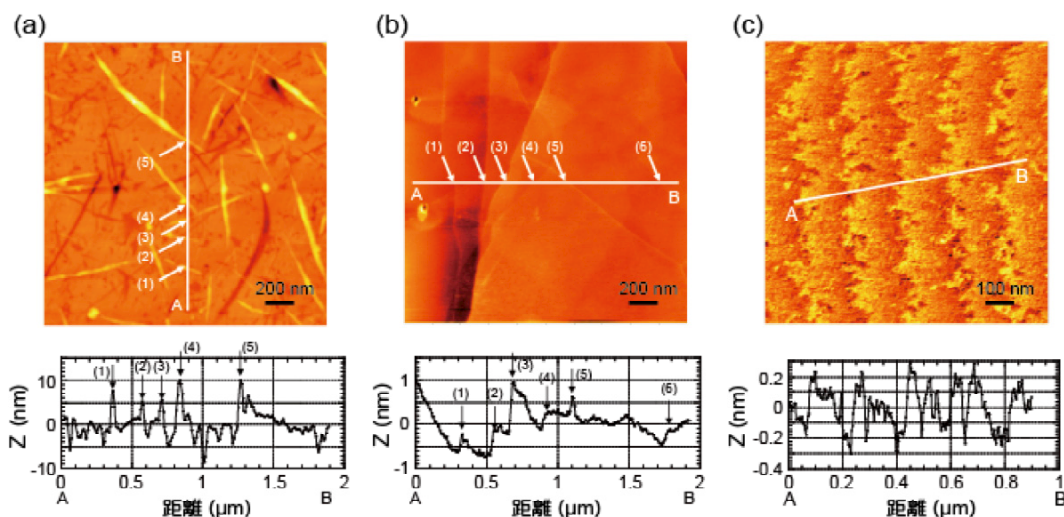 (a)
B
(5)
(4)
(3)
(2)
(1)
A
200 nm
(b)
(1) (2) (3) (4) (5) (6)
A B
200 nm
(c)
A B
100 nm
Z (nm)
10
0
-10
(1) (2) (3) (4) (5)
0 0.5 1 1.5 2
A B
距離 (μm)
Z (nm)
1
0
-1
(1) (2) (3) (4) (5) (6)
0 0.5 1 1.5 2
A B
距離 (μm)
Z (nm)
0.2
0
-0.2
-0.4
0 0.2 0.4 0.6 0.8 1
A B
距離 (μm)